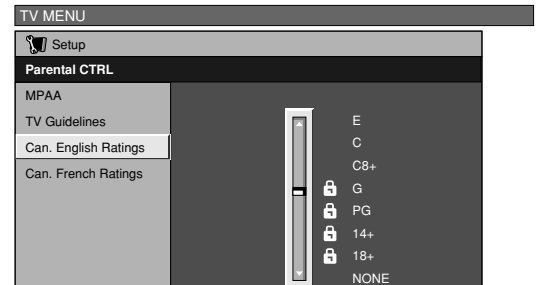 TV MENU
Setup
Parental CTRL
MPAA
TV Guidelines
Can. English Ratings
Can. French Ratings
E
C
C8+
G
PG
14+
18+
NONE